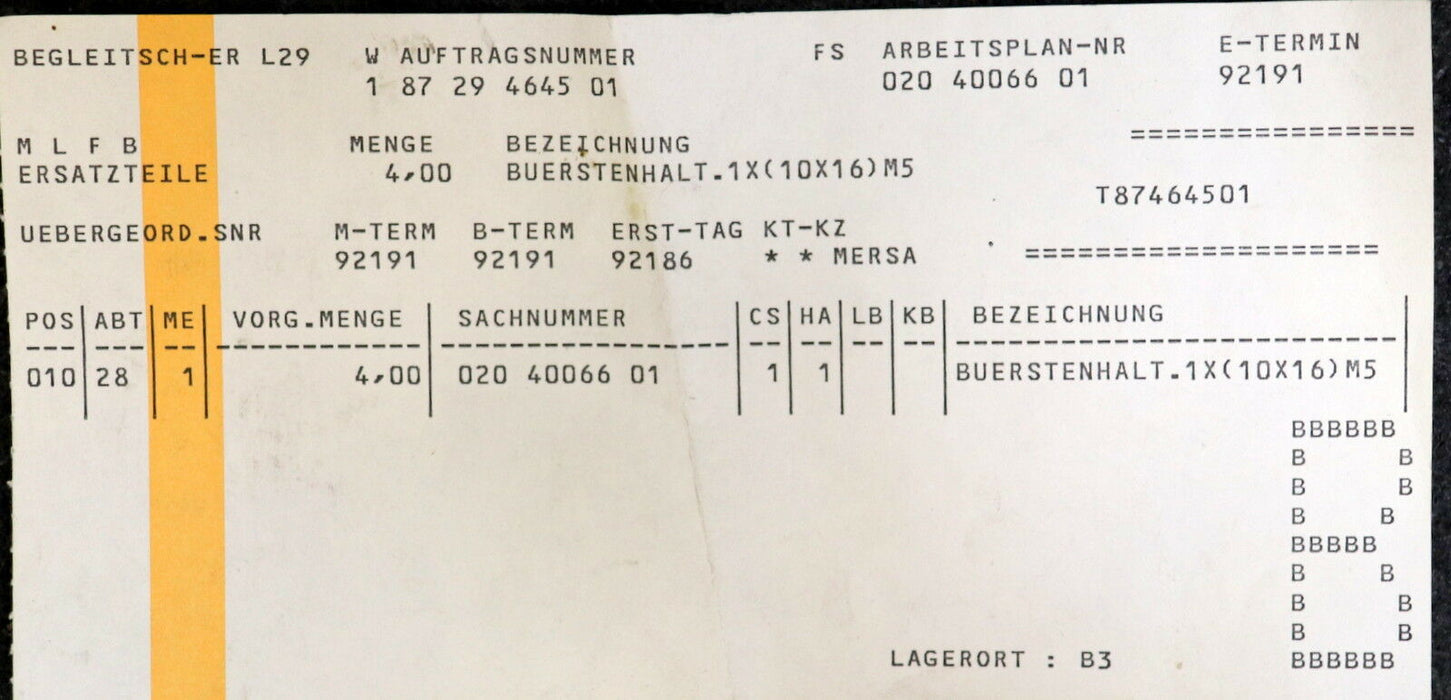 BEGLEITSCH-ER L29 W AUFTRAGSNUMMER FS ARBEITSPLAN-NR E-TERMIN
1 87 29 4645 01 020 40066 01 92191
M L F B MENGE BEZEICHNUNG ================
ERSATZTEILE 4,00 BUERSTENHALT.1X(10X16)M5
T87464501
UEBERGEORD.SNR M-TERM B-TERM ERST-TAG KT-KZ
92191 92191 92186 * * MERSA ====================
POS| ABT| ME| VORG.MENGE | SACHNUMMER | CS| HA| LB| KB| BEZEICHNUNG |
---| ---| --| ------------| -----------------| --| --| --| --| --------------------------|
010| 28 | 1| 4,00| 020 40066 01 | 1| 1| | | BUERSTENHALT.1X(10X16)M5 |
BBBBBB
B B
B B
B B
BBBBB
B B
B B
B B
LAGERORT : B3 BBBBBB